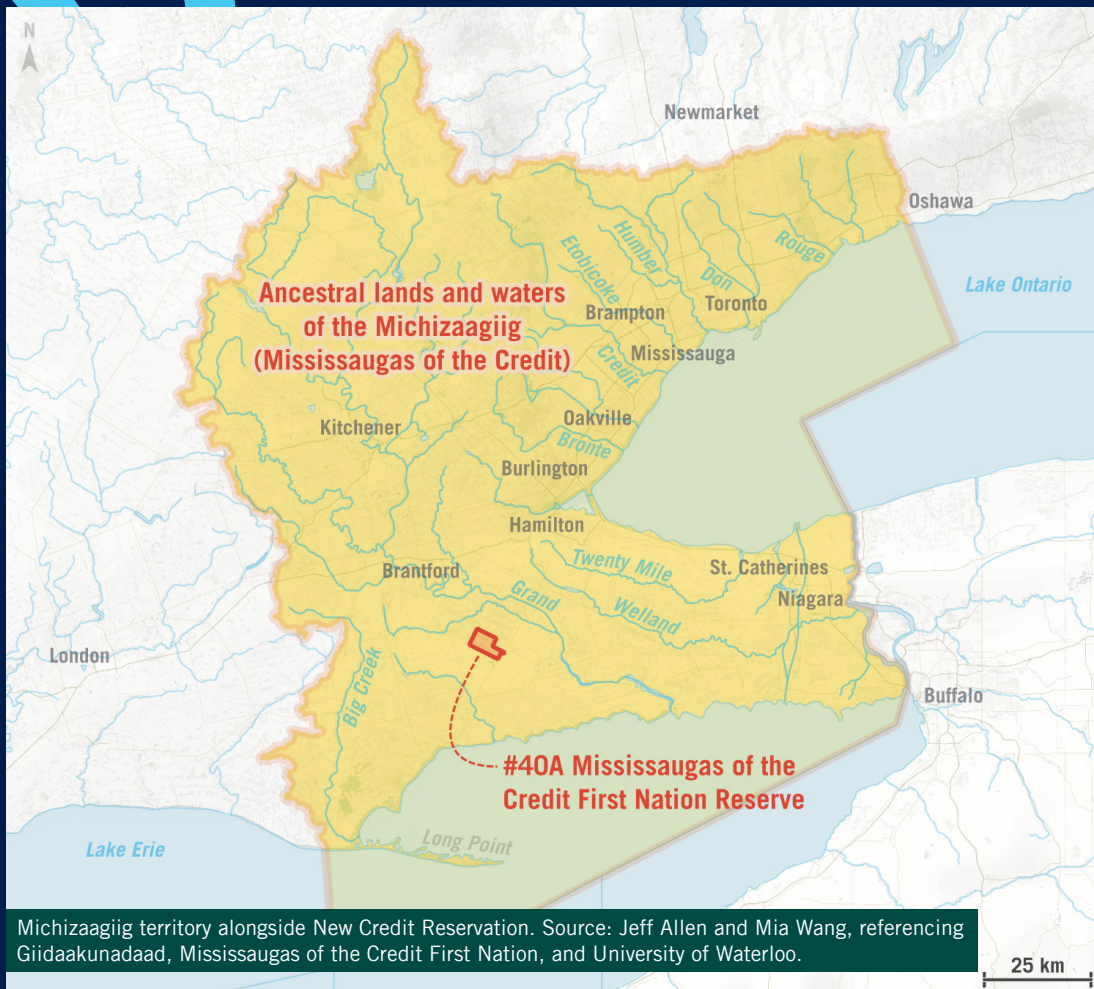 N
Newmarket
Oshawa
Rouge
Humber
Etobicoke
Don
Lake Ontario
Ancestral lands and waters
of the Michizaagiig
(Mississaugas of the Credit)
Brampton
Toronto
Mississauga
Credit
Kitchener
Oakville
Bronte
Burlington
Hamilton
Twenty Mile
St. Catherines
Brantford
Grand
Welland
Niagara
London
Big Creek
Buffalo
#40A Mississaugas of the
Credit First Nation Reserve
Long Point
Lake Erie
Michizaagiig territory alongside New Credit Reservation. Source: Jeff Allen and Mia Wang, referencing
Giidaakunadaad, Mississaugas of the Credit First Nation, and University of Waterloo.
25 km